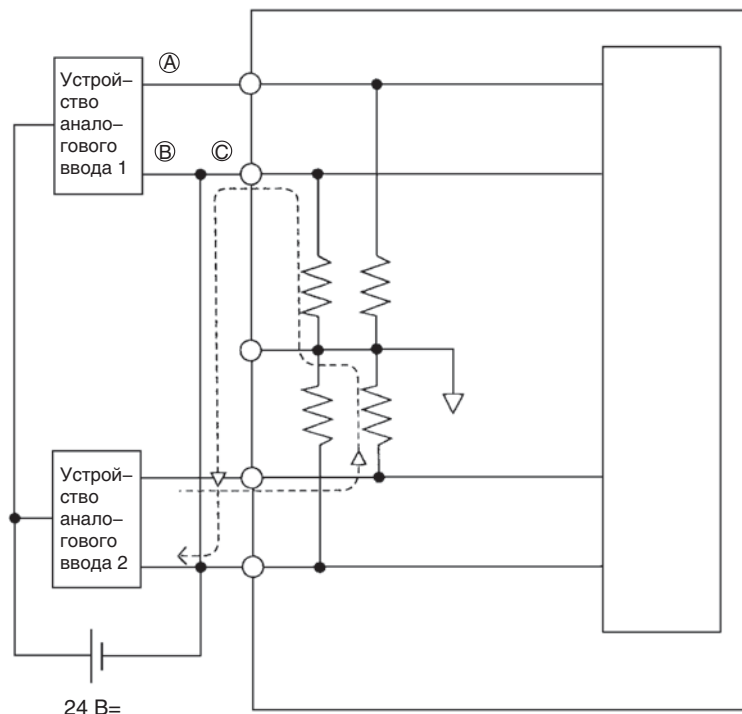 Ⓐ
Устрой–
ство
анало–
гового
ввода 1
Ⓑ
Ⓒ
Устрой–
ство
анало–
гового
ввода 2
24 В=